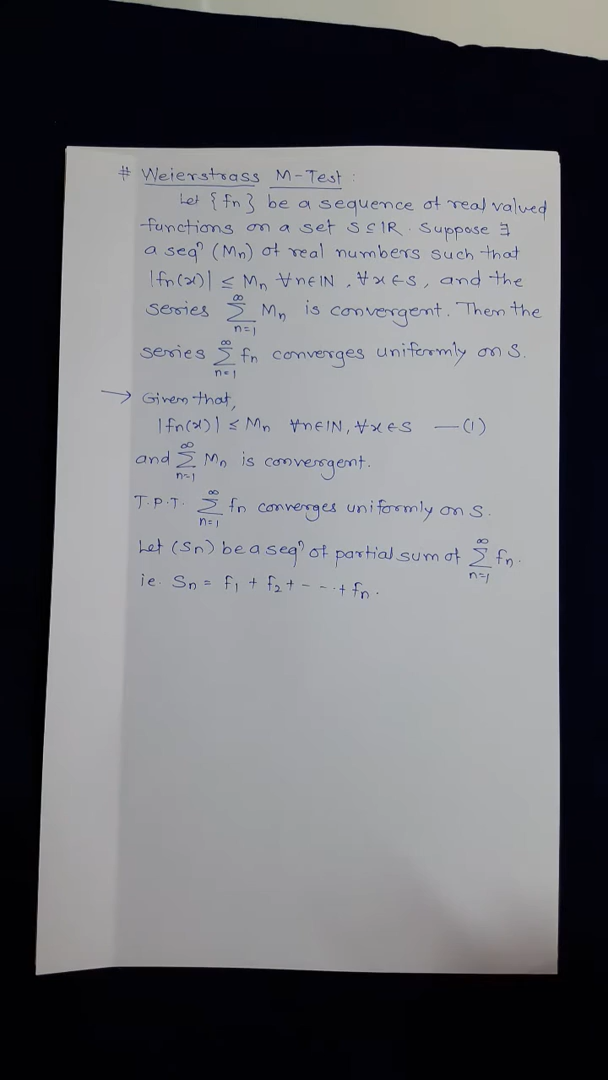 # Weierstrass M-Test :
Let {fn} be a sequence of real valued
functions on a set S⊆IR. Suppose ∃
a seqⁿ (Mn) of real numbers such that
|fn(x)| ≤ Mn ∀n∈IN, ∀x∈S, and the
series ∞∑n=1 Mn is convergent. Then the
series ∞∑n=1 fn converges uniformly on S.
→ Given that,
|fn(x)| ≤ Mn ∀n∈IN, ∀x∈S —(1)
and ∞∑n=1 Mn is convergent.
T.P.T. ∞∑n=1 fn converges uniformly on S.
Let (Sn) be a seqⁿ of partial sum of ∞∑n=1 fn.
ie. Sn = f1 + f2 + - - - + fn.